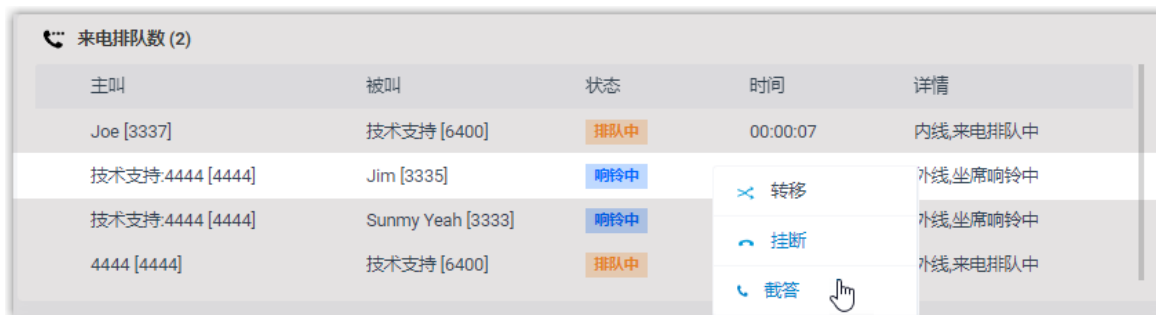 来电排队数 (2)
主叫 被叫 状态 时间 详情
Joe [3337] 技术支持 [6400] 排队中 00:00:07 内线,来电排队中
技术支持:4444 [4444] Jim [3335] 响铃中 外线,坐席响铃中
转移
技术支持:4444 [4444] Sunmy Yeah [3333] 响铃中 外线,坐席响铃中
挂断
4444 [4444] 技术支持 [6400] 排队中 外线,来电排队中
截答